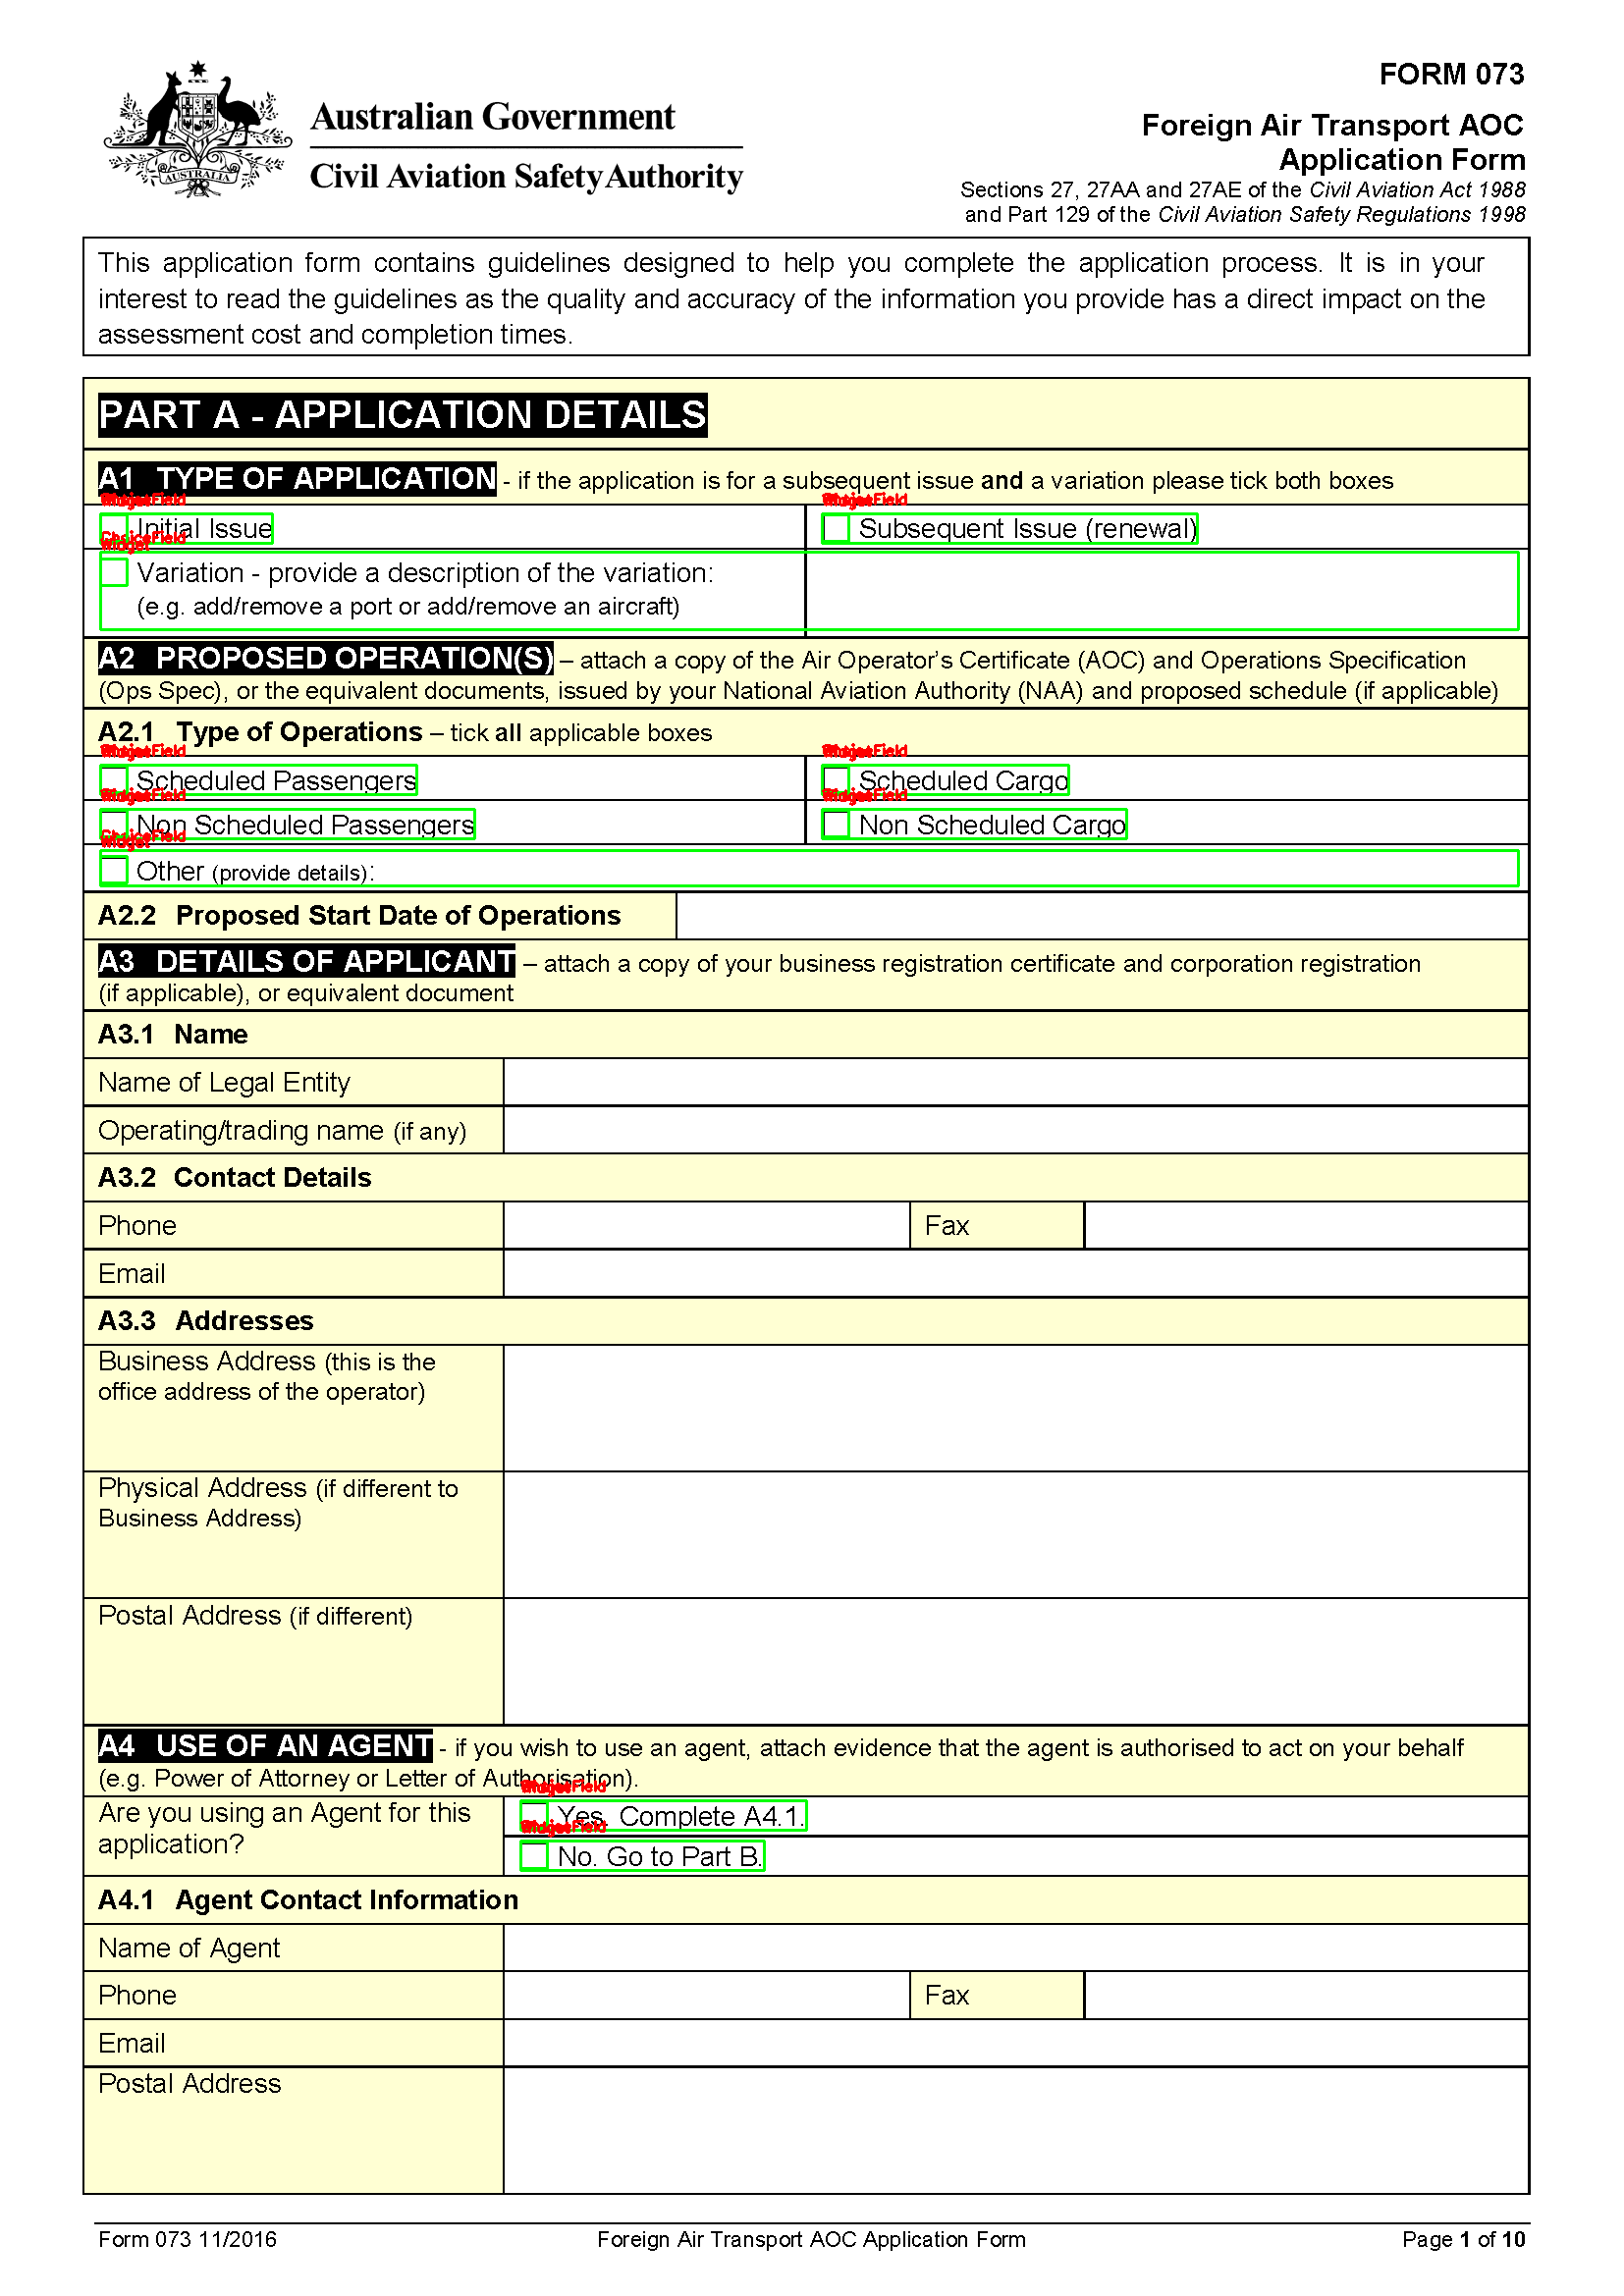 FORM 073
Australian Government
Civil Aviation Safety Authority
Foreign Air Transport AOC
Application Form
Sections 27, 27AA and 27AE of the Civil Aviation Act 1988
and Part 129 of the Civil Aviation Safety Regulations 1998
This application form contains guidelines designed to help you complete the application process. It is in your
interest to read the guidelines as the quality and accuracy of the information you provide has a direct impact on the
assessment cost and completion times.
PART A - APPLICATION DETAILS
A1 TYPE OF APPLICATION - if the application is for a subsequent issue and a variation please tick both boxes
Initial Issue
Subsequent Issue (renewal)
ChoiceField
Widget
Variation - provide a description of the variation:
(e.g. add/remove a port or add/remove an aircraft)
A2 PROPOSED OPERATION(S) – attach a copy of the Air Operator's Certificate (AOC) and Operations Specification
(Ops Spec), or the equivalent documents, issued by your National Aviation Authority (NAA) and proposed schedule (if applicable)
A2.1 Type of Operations – tick all applicable boxes
Scheduled Passengers
Scheduled Cargo
Non Scheduled Passengers
Non Scheduled Cargo
ChoiceField
Widget
Other (provide details):
A2.2 Proposed Start Date of Operations
A3 DETAILS OF APPLICANT – attach a copy of your business registration certificate and corporation registration
(if applicable), or equivalent document
A3.1 Name
Name of Legal Entity
Operating/trading name (if any)
A3.2 Contact Details
Phone
Fax
Email
A3.3 Addresses
Business Address (this is the
office address of the operator)
Physical Address (if different to
Business Address)
Postal Address (if different)
A4 USE OF AN AGENT - if you wish to use an agent, attach evidence that the agent is authorised to act on your behalf
(e.g. Power of Attorney or Letter of Authorisation).
Are you using an Agent for this
application?
Yes. Complete A4.1.
No. Go to Part B.
A4.1 Agent Contact Information
Name of Agent
Phone
Fax
Email
Postal Address
Form 073 11/2016
Foreign Air Transport AOC Application Form
Page 1 of 10